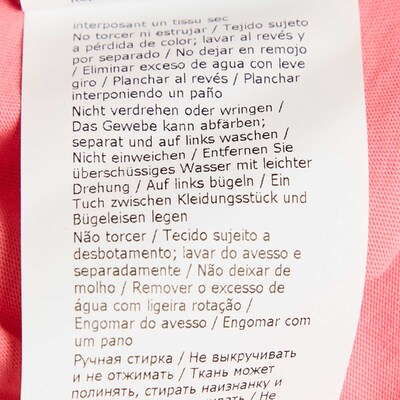 interposant un tissu sec
No torcer ni estrujar / Tejido sujeto
a pérdida de color; lavar al revés y
por separado / No dejar en remojo
/ Eliminar exceso de agua con leve
giro / Planchar al revés / Planchar
interponiendo un paño
Nicht verdrehen oder wringen /
Das Gewebe kann abfärben;
separat und auf links waschen /
Nicht einweichen / Entfernen Sie
überschüssiges Wasser mit leichter
Drehung / Auf links bügeln / Ein
Tuch zwischen Kleidungsstück und
Bügeleisen legen
Não torcer / Tecido sujeito a
desbotamento; lavar do avesso e
separadamente / Não deixar de
molho / Remover o excesso de
água com ligeira rotação /
Engomar do avesso / Engomar com
um pano
Ручная стирка / Не выкручивать
и не отжимать / Ткань может
полинять, стирать наизнанку и